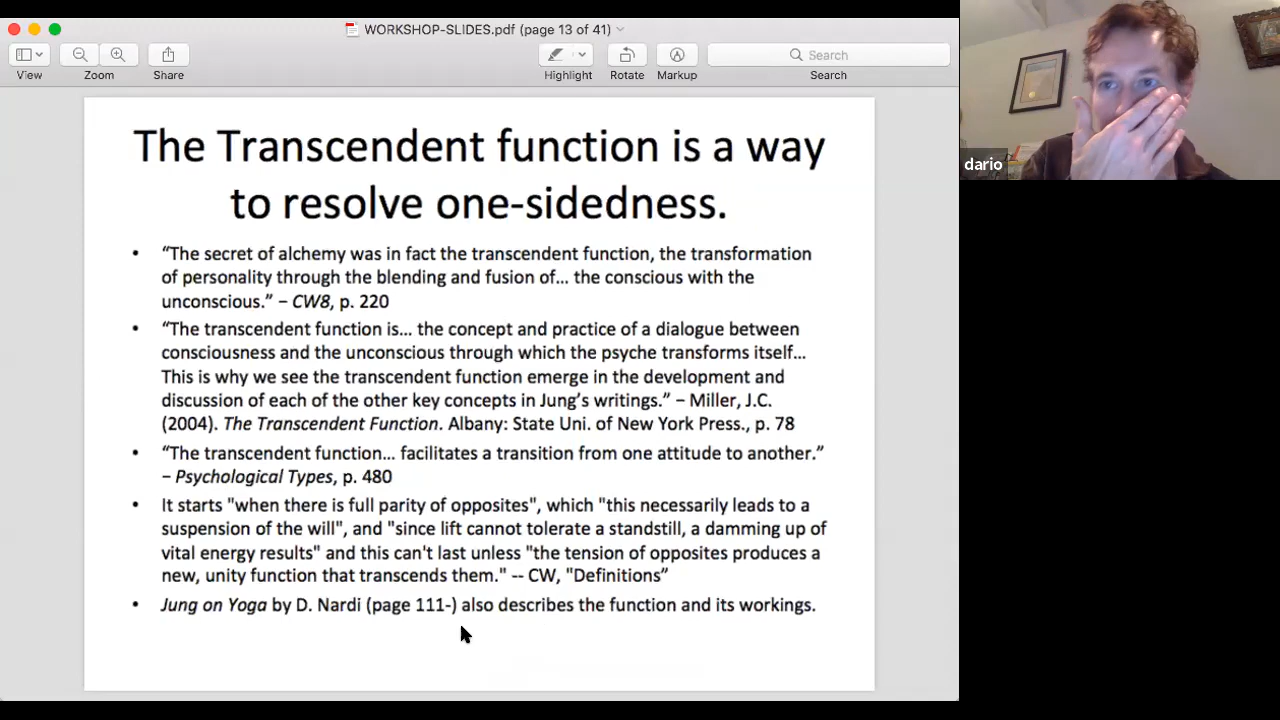 WORKSHOP-SLIDES.pdf (page 13 of 41)
View
Zoom
Share
Highlight
Rotate
Markup
Search
Search
dario
The Transcendent function is a way
to resolve one-sidedness.
• “The secret of alchemy was in fact the transcendent function, the transformation
of personality through the blending and fusion of... the conscious with the
unconscious.” – CW8, p. 220
• “The transcendent function is... the concept and practice of a dialogue between
consciousness and the unconscious through which the psyche transforms itself...
This is why we see the transcendent function emerge in the development and
discussion of each of the other key concepts in Jung’s writings.” – Miller, J.C.
(2004). The Transcendent Function. Albany: State Uni. of New York Press., p. 78
• “The transcendent function... facilitates a transition from one attitude to another.”
– Psychological Types, p. 480
• It starts "when there is full parity of opposites", which "this necessarily leads to a
suspension of the will", and "since lift cannot tolerate a standstill, a damming up of
vital energy results" and this can't last unless "the tension of opposites produces a
new, unity function that transcends them." -- CW, "Definitions”
• Jung on Yoga by D. Nardi (page 111-) also describes the function and its workings.